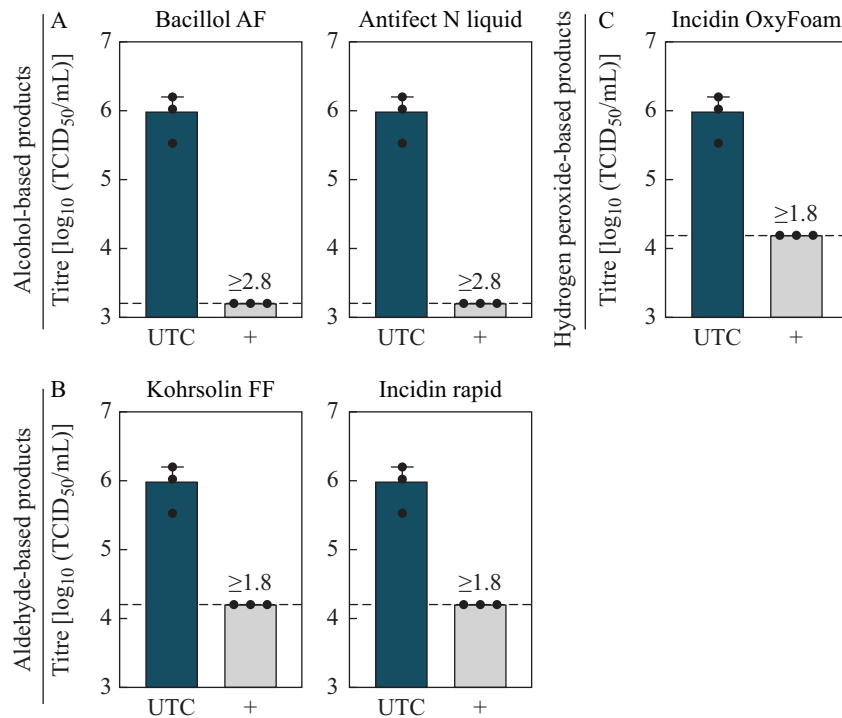 A
Bacillol AF
Alcohol-based products
Titre [log10 (TCID50/mL)]
7
6
5
4
3
≥2.8
UTC
+
Antifect N liquid
7
6
5
4
3
≥2.8
UTC
+
C
Incidin OxyFoam
Hydrogen peroxide-based products
Titre [log10 (TCID50/mL)]
7
6
5
4
3
≥1.8
UTC
+
B
Kohrsolin FF
Aldehyde-based products
Titre [log10 (TCID50/mL)]
7
6
5
4
3
≥1.8
UTC
+
Incidin rapid
7
6
5
4
3
≥1.8
UTC
+